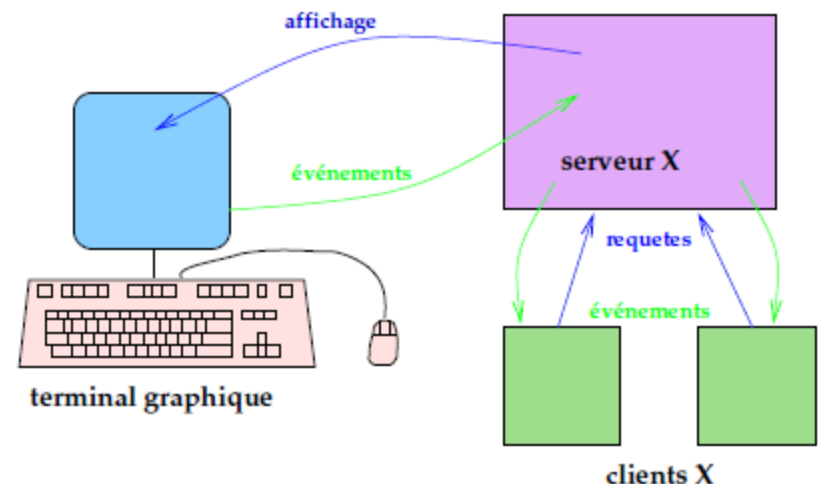 affichage
serveur X
événements
requetes
événements
terminal graphique
clients X